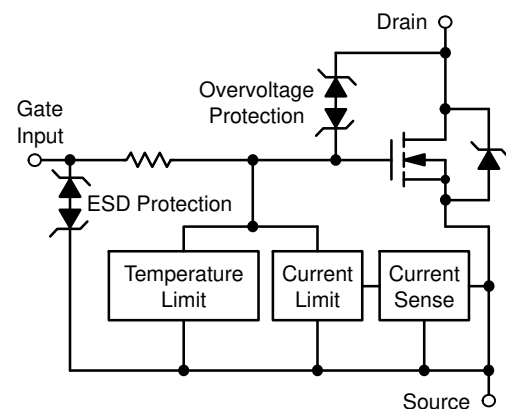 Drain
Overvoltage
Protection
Gate
Input
ESD Protection
Temperature
Limit
Current
Limit
Current
Sense
Source